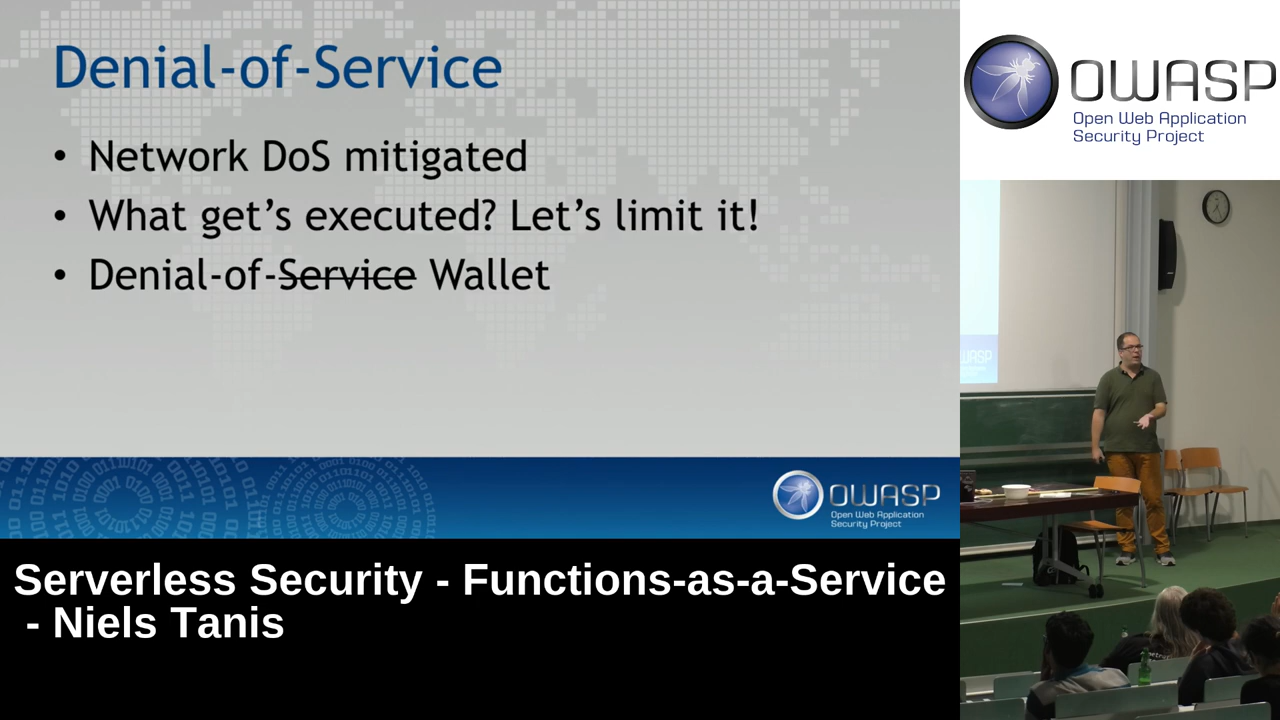 Denial-of-Service
• Network DoS mitigated
• What get's executed? Let's limit it!
• Denial-of-Service Wallet
OWASP
Open Web Application
Security Project
Serverless Security - Functions-as-a-Service
- Niels Tanis
OWASP
Open Web Application
Security Project